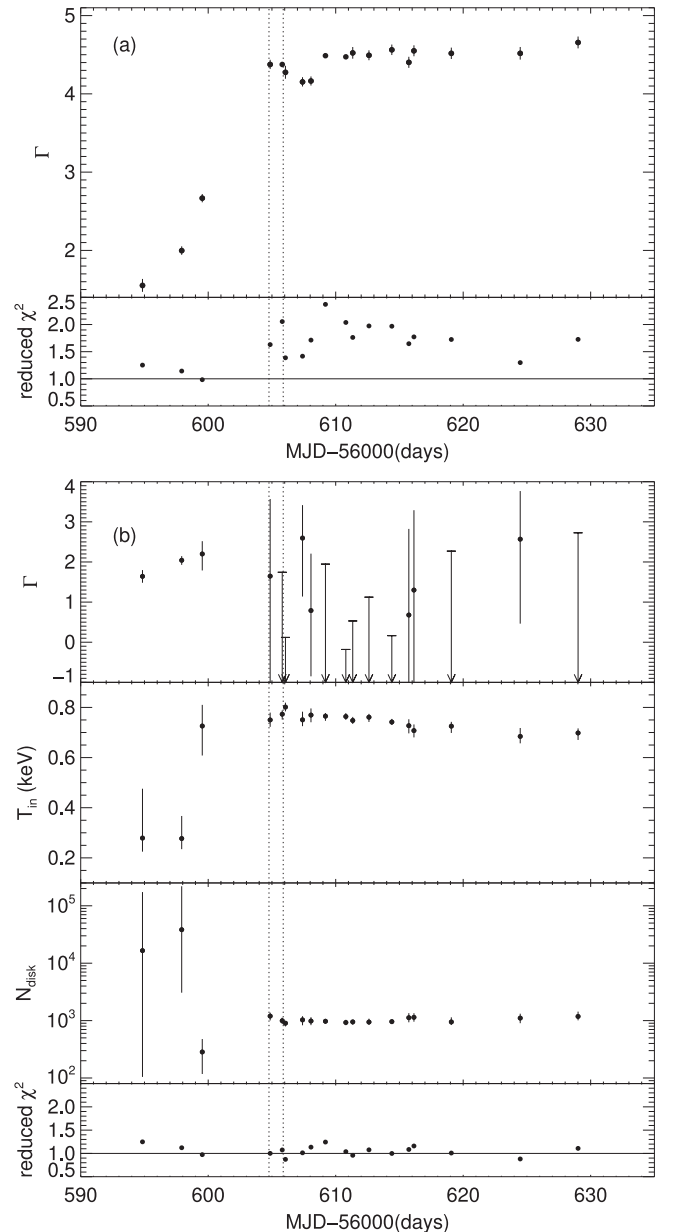 (a)
5
4
3
2
Γ
2.5
2.0
1.5
1.0
0.5
reduced χ²
590 600 610 620 630
MJD−56000(days)
(b)
4
3
2
1
0
−1
Γ
0.8
0.6
0.4
0.2
T_in (keV)
10⁵
10⁴
10³
10²
N_disk
2.0
1.5
1.0
0.5
reduced χ²
590 600 610 620 630
MJD−56000(days)